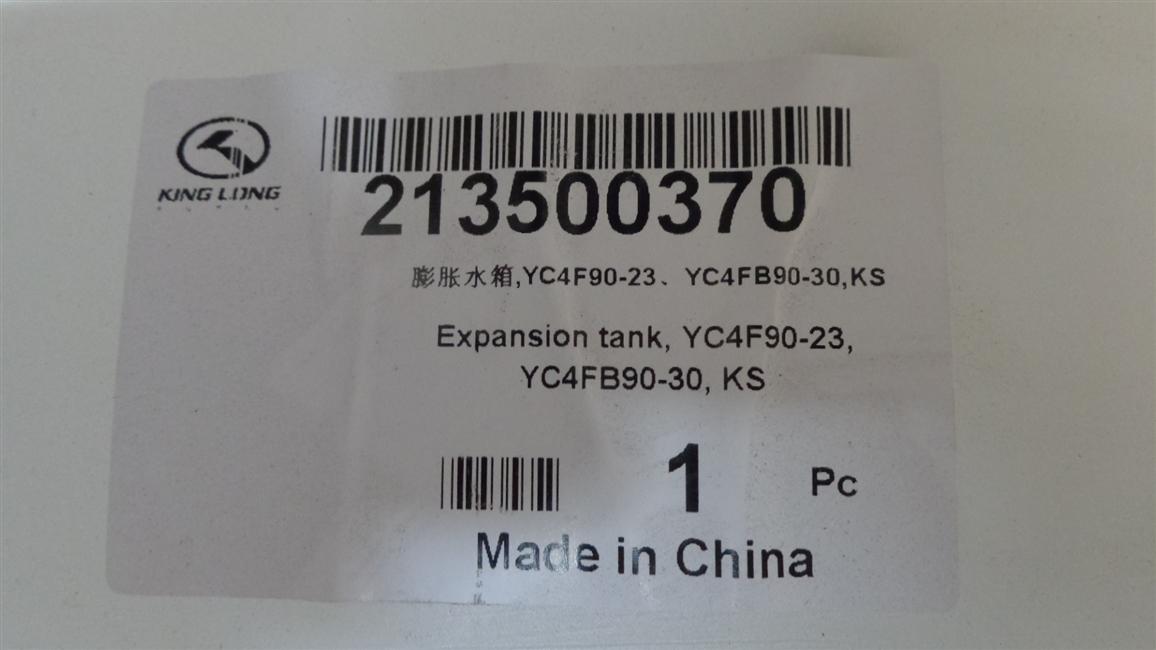 KING LONG
213500370
膨胀水箱,YC4F90-23、YC4FB90-30,KS
Expansion tank, YC4F90-23,
YC4FB90-30, KS
1 Pc
Made in China